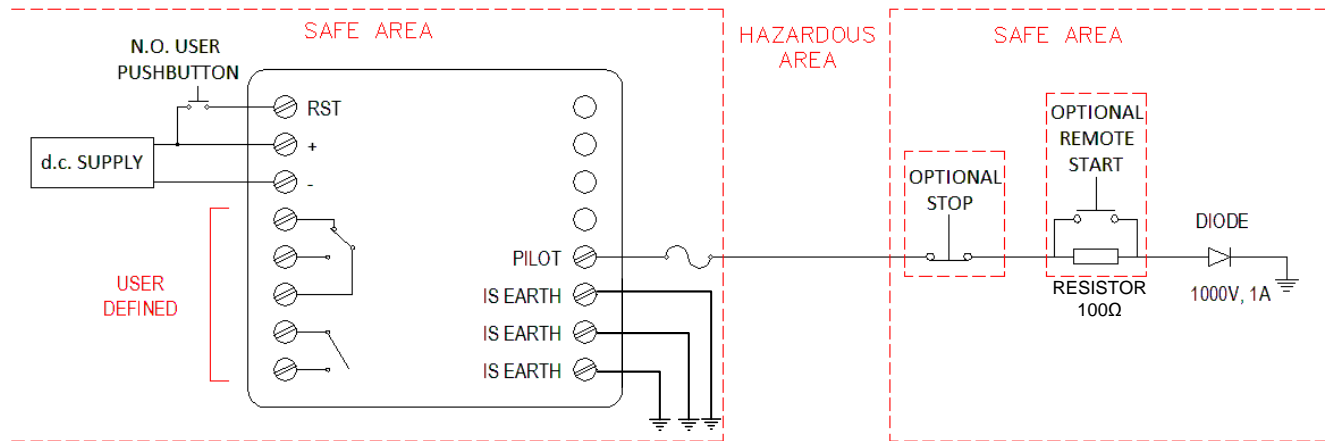 SAFE AREA
N.O. USER
PUSHBUTTON
RST
+
d.c. SUPPLY
-
USER
DEFINED
PILOT
IS EARTH
IS EARTH
IS EARTH
HAZARDOUS
AREA
SAFE AREA
OPTIONAL
STOP
OPTIONAL
REMOTE
START
RESISTOR
100Ω
DIODE
1000V, 1A